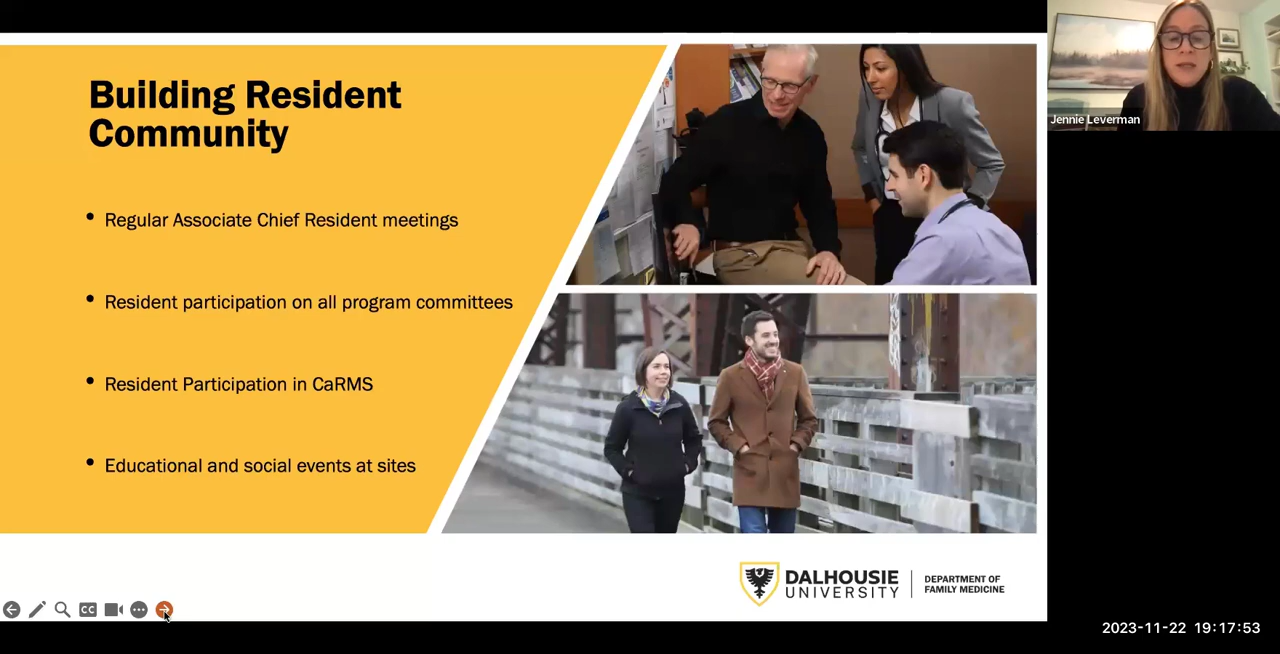 Building Resident
Community
• Regular Associate Chief Resident meetings
• Resident participation on all program committees
• Resident Participation in CaRMS
• Educational and social events at sites
DALHOUSIE
UNIVERSITY
DEPARTMENT OF
FAMILY MEDICINE
CC
Jennie Leverman
2023-11-22 19:17:53